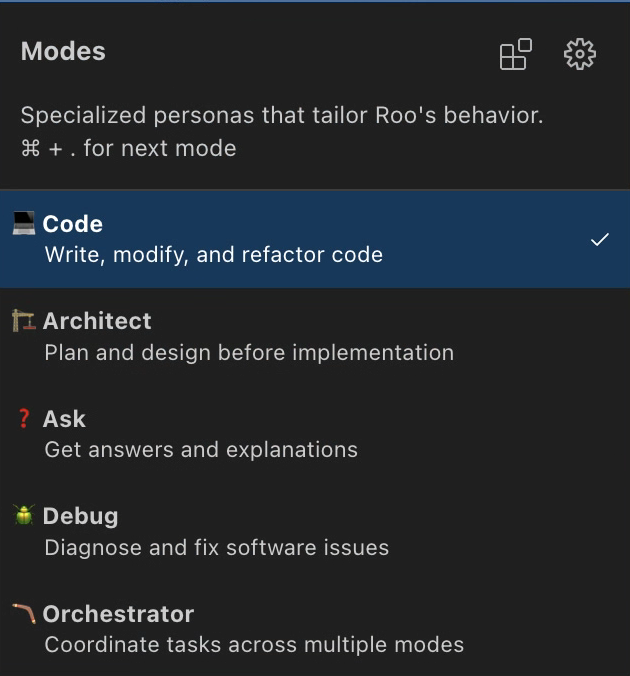 Modes
Specialized personas that tailor Roo's behavior.
⌘ + . for next mode
Code
Write, modify, and refactor code
Architect
Plan and design before implementation
Ask
Get answers and explanations
Debug
Diagnose and fix software issues
Orchestrator
Coordinate tasks across multiple modes